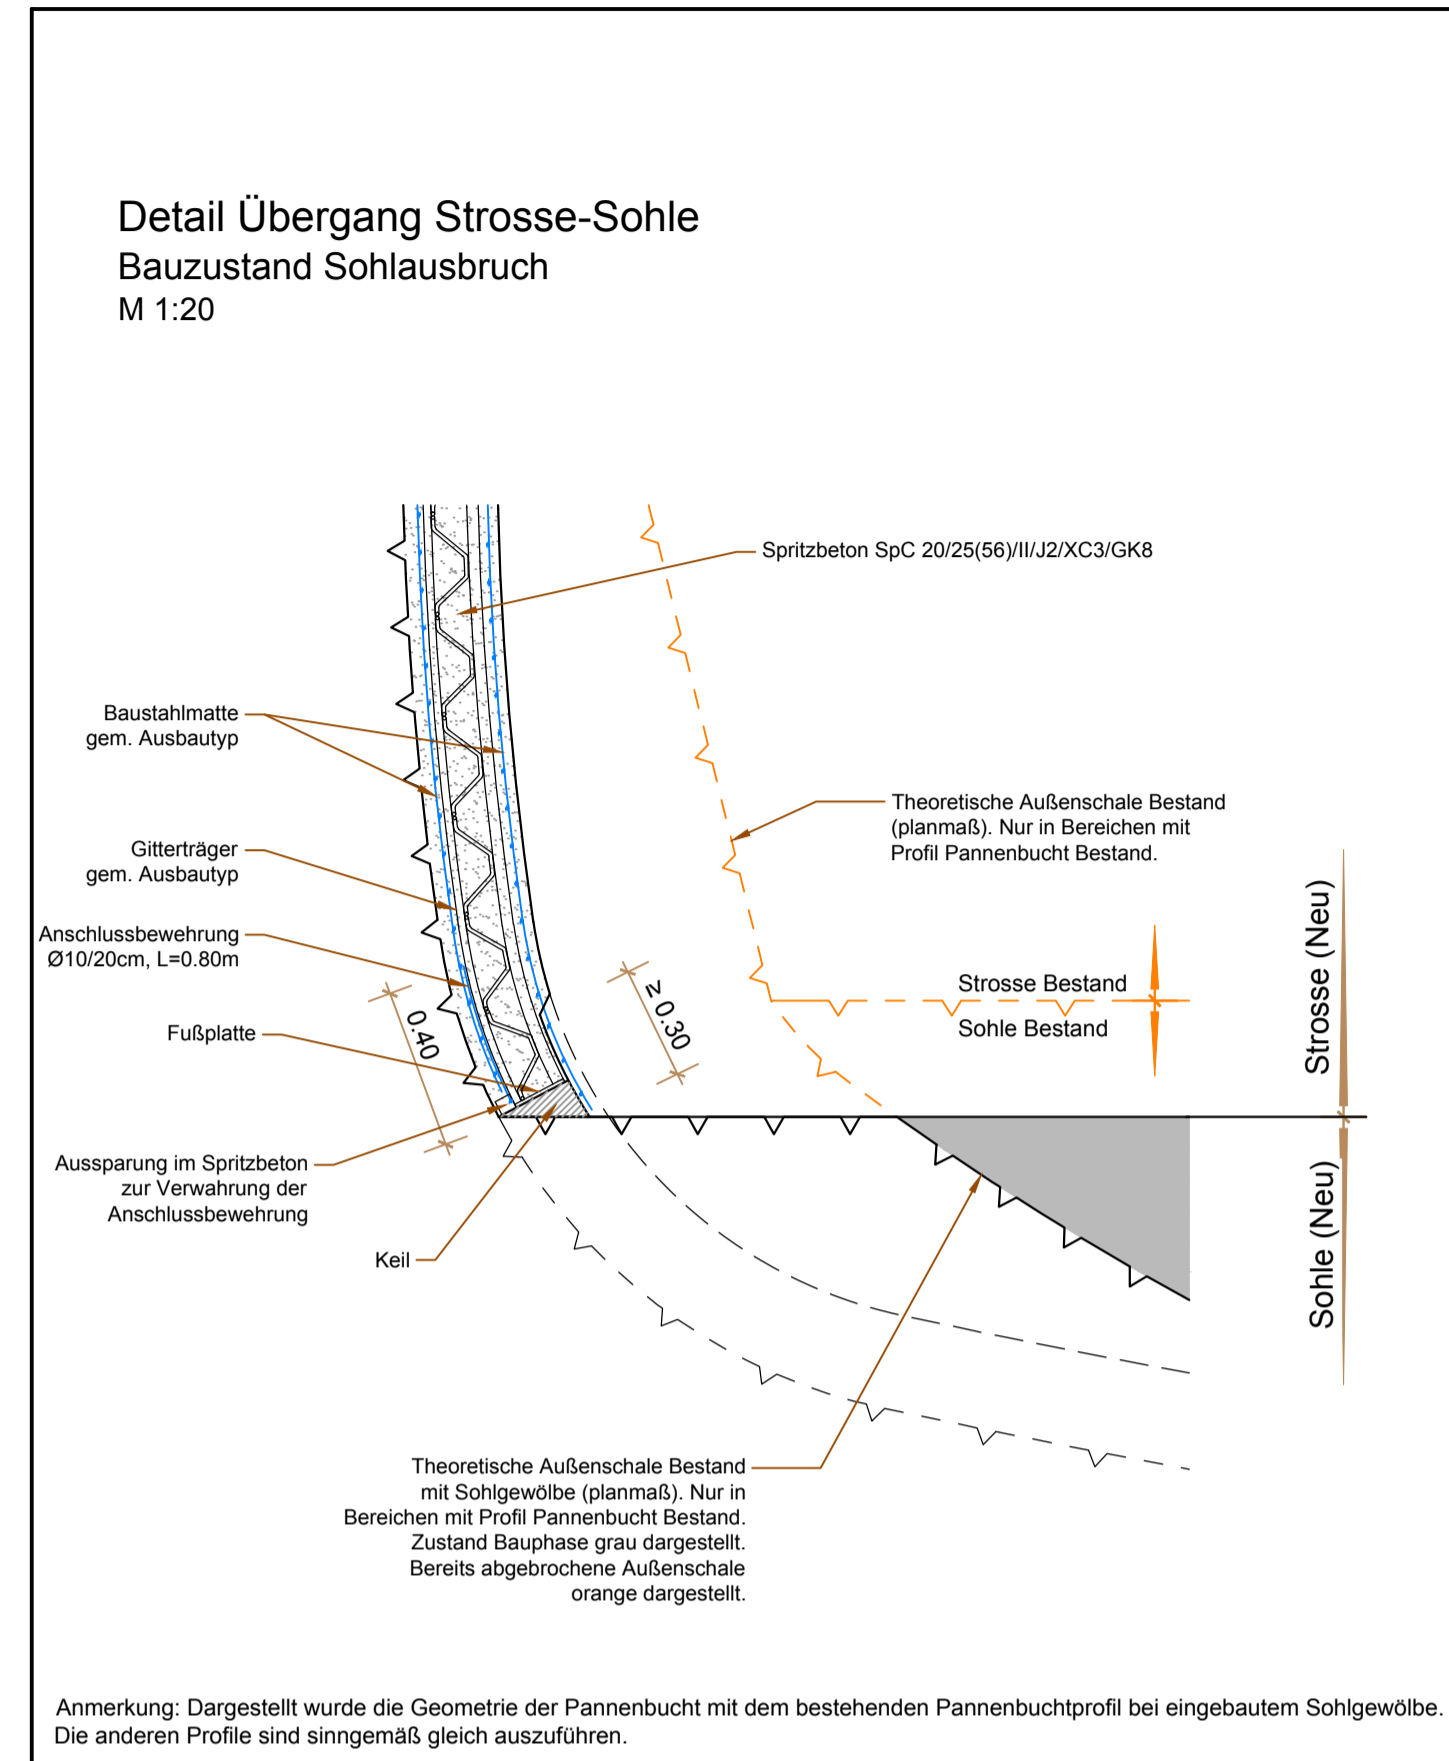 Detail Übergang Strosse-Sohle
Bauzustand Sohlausbruch
M 1:20
Spritzbeton SpC 20/25(56)/II/J2/XC3/GK8
Baustahlmatte
gem. Ausbautyp
Theoretische Außenschale Bestand
(planmaß). Nur in Bereichen mit
Profil Pannenbucht Bestand.
Gitterträger
gem. Ausbautyp
Anschlussbewehrung
Ø10/20cm, L=0.80m
Fußplatte
0.40
≥ 0.30
Strosse Bestand
Sohle Bestand
Strosse (Neu)
Sohle (Neu)
Aussparung im Spritzbeton
zur Verwahrung der
Anschlussbewehrung
Keil
Theoretische Außenschale Bestand
mit Sohlgewölbe (planmaß). Nur in
Bereichen mit Profil Pannenbucht Bestand.
Zustand Bauphase grau dargestellt.
Bereits abgebrochene Außenschale
orange dargestellt.
Anmerkung: Dargestellt wurde die Geometrie der Pannenbucht mit dem bestehenden Pannenbuchtprofil bei eingebautem Sohlgewölbe.
Die anderen Profile sind sinngemäß gleich auszuführen.